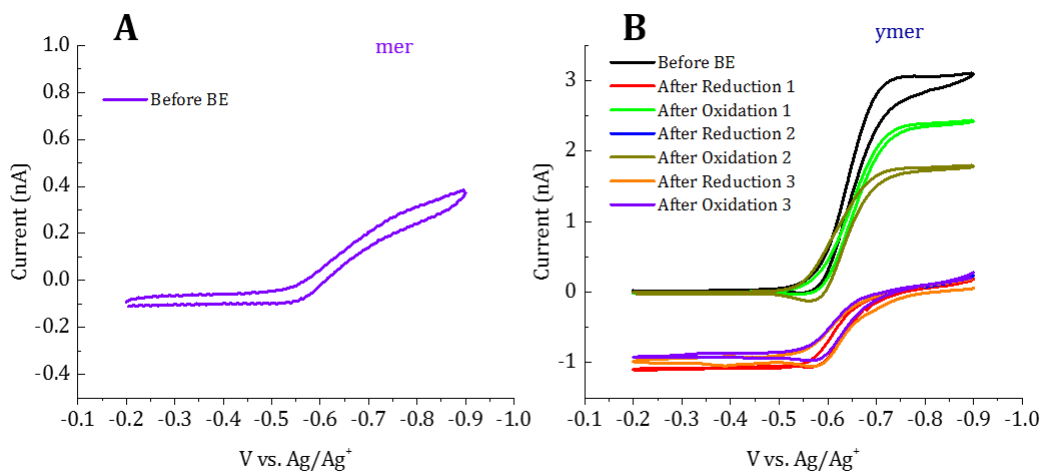 A
mer
Before BE
1.0
0.8
0.6
0.4
0.2
0.0
-0.2
-0.4
Current (nA)
-0.1 -0.2 -0.3 -0.4 -0.5 -0.6 -0.7 -0.8 -0.9 -1.0
V vs. Ag/Ag⁺
B
ymer
Before BE
After Reduction 1
After Oxidation 1
After Reduction 2
After Oxidation 2
After Reduction 3
After Oxidation 3
3
2
1
0
-1
Current (nA)
-0.1 -0.2 -0.3 -0.4 -0.5 -0.6 -0.7 -0.8 -0.9 -1.0
V vs. Ag/Ag⁺